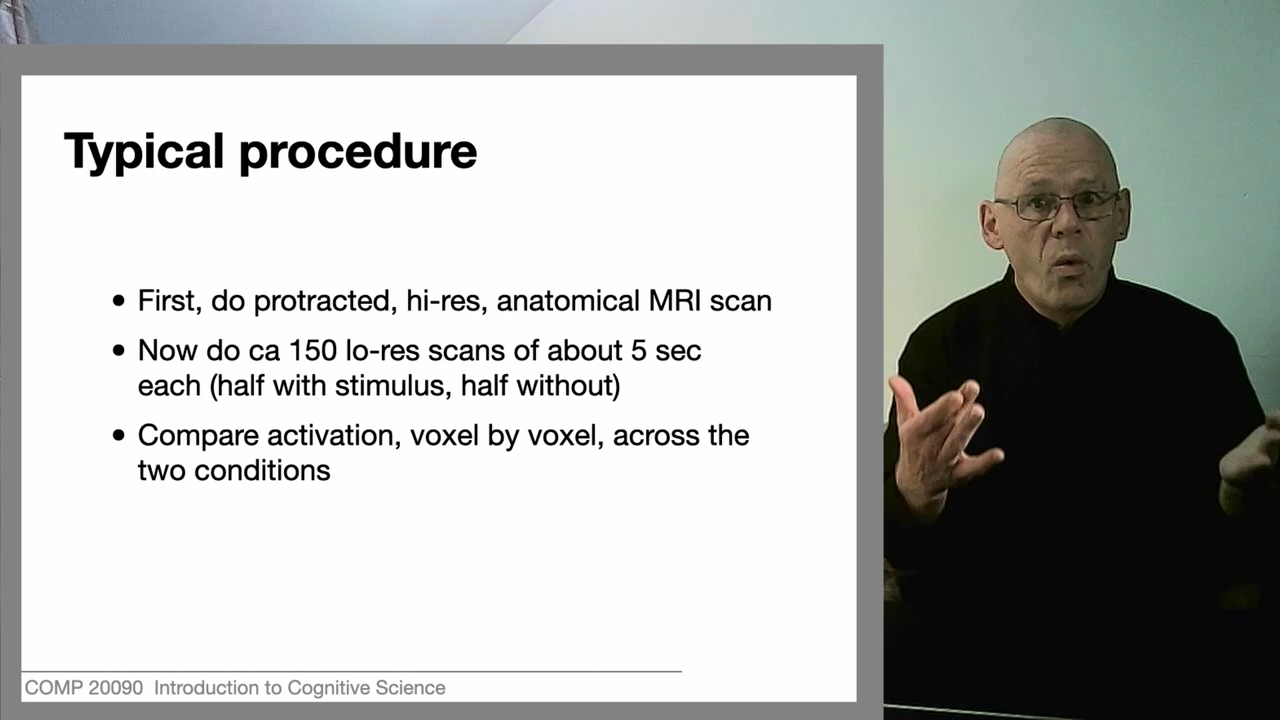 Typical procedure
• First, do protracted, hi-res, anatomical MRI scan
• Now do ca 150 lo-res scans of about 5 sec
each (half with stimulus, half without)
• Compare activation, voxel by voxel, across the
two conditions
COMP 20090 Introduction to Cognitive Science